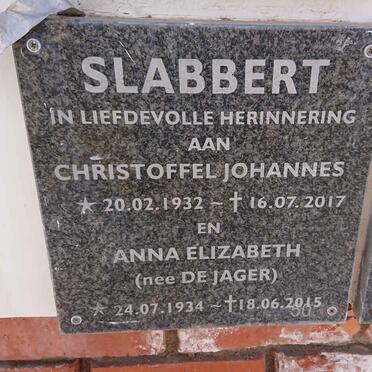 SLABBERT
IN LIEFDEVOLLE HERINNERING
AAN
CHRISTOFFEL JOHANNES
★ 20.02.1932 ~ † 16.07.2017
EN
ANNA ELIZABETH
(nee DE JAGER)
★ 24.07.1934 ~ † 18.06.2015
50